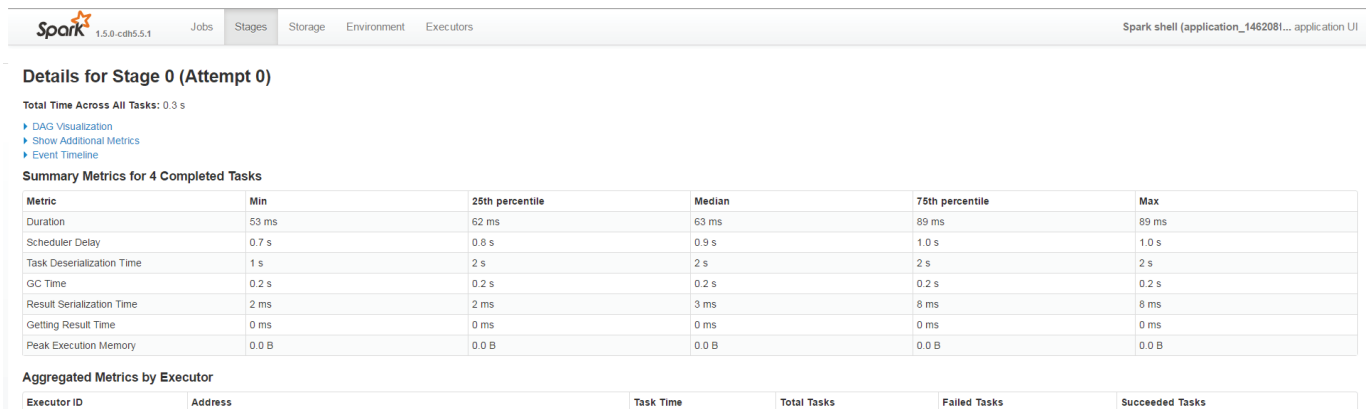 Spark 1.5.0-cdh5.5.1 Jobs Stages Storage Environment Executors Spark shell (application_146208!... application UI
Details for Stage 0 (Attempt 0)
Total Time Across All Tasks: 0.3 s
DAG Visualization
Show Additional Metrics
Event Timeline
Summary Metrics for 4 Completed Tasks
Metric Min 25th percentile Median 75th percentile Max
Duration 53 ms 62 ms 63 ms 89 ms 89 ms
Scheduler Delay 0.7 s 0.8 s 0.9 s 1.0 s 1.0 s
Task Deserialization Time 1 s 2 s 2 s 2 s 2 s
GC Time 0.2 s 0.2 s 0.2 s 0.2 s 0.2 s
Result Serialization Time 2 ms 2 ms 3 ms 8 ms 8 ms
Getting Result Time 0 ms 0 ms 0 ms 0 ms 0 ms
Peak Execution Memory 0.0 B 0.0 B 0.0 B 0.0 B 0.0 B
Aggregated Metrics by Executor
Executor ID Address Task Time Total Tasks Failed Tasks Succeeded Tasks